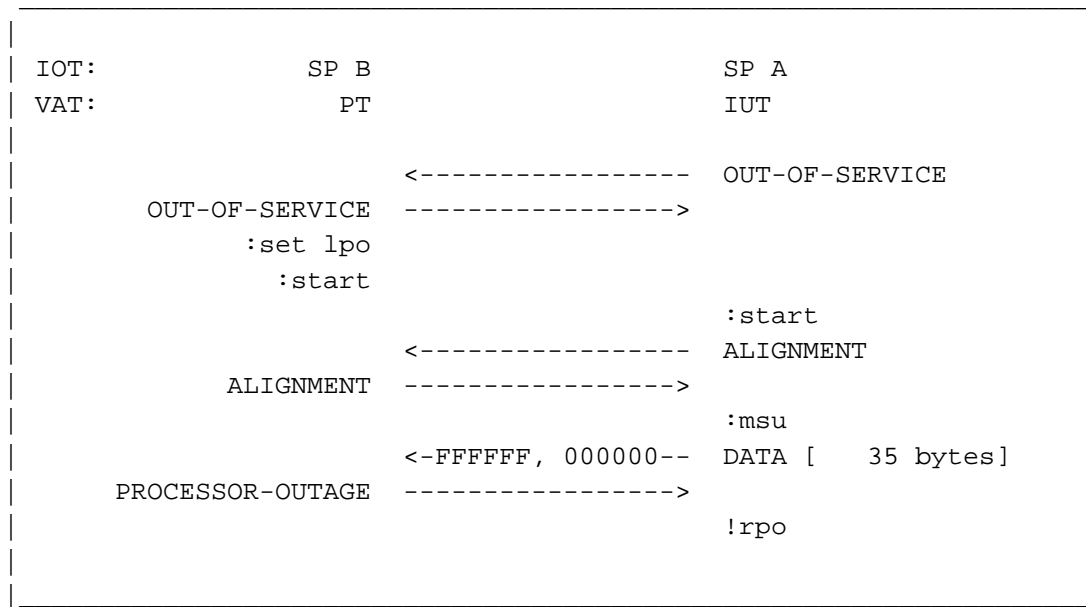 IOT: SP B SP A
VAT: PT IUT
<----------------- OUT-OF-SERVICE
OUT-OF-SERVICE ----------------->
:set lpo
:start
:start
<----------------- ALIGNMENT
ALIGNMENT ----------------->
:msu
<-FFFFFF, 000000-- DATA [ 35 bytes]
PROCESSOR-OUTAGE ----------------->
!rpo